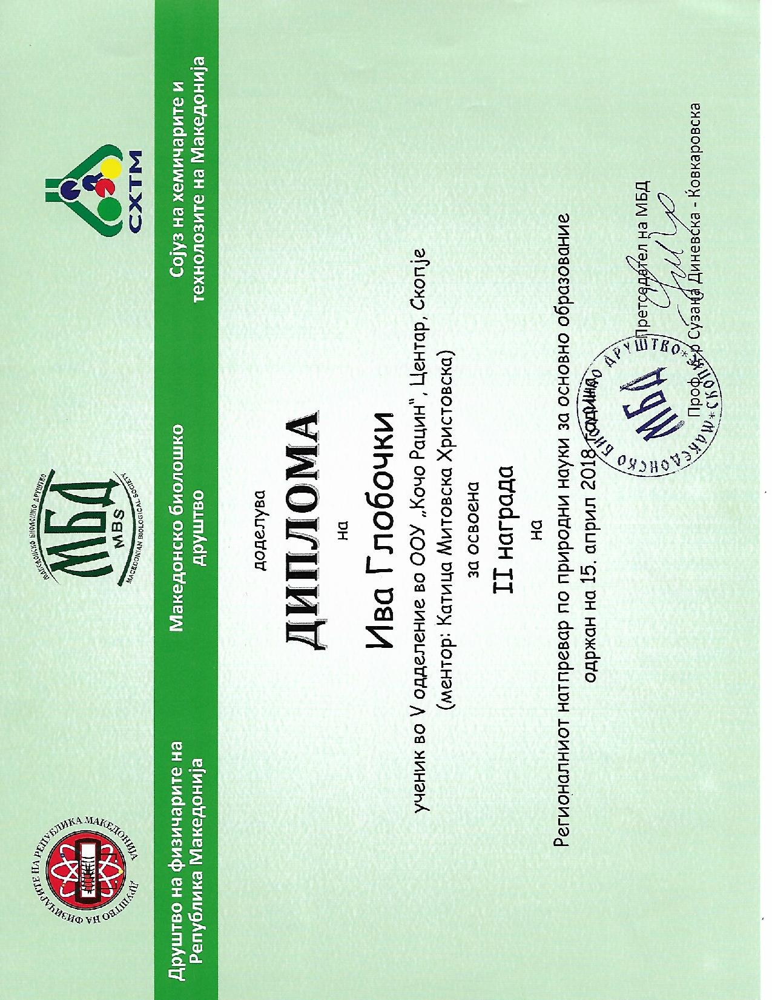 ДРУШТВО НА ФИЗИЧАРИТЕ НА РЕПУБЛИКА МАКЕДОНИЈА
МАКЕДОНСКО БИОЛОШКО ДРУШТВО
МБД
MBS
MACEDONIAN BIOLOGICAL SOCIETY
СХТМ
Друштво на физичарите на
Република Македонија
Македонско биолошко
друштво
Сојуз на хемичарите и
технолозите на Македонија
доделува
ДИПЛОМА
на
Ива Глобочки
ученик во V одделение во ООУ „Кочо Рацин“, Центар, Скопје
(ментор: Катица Митовска Христовска)
за освоена
II награда
на
Регионалниот натпревар по природни науки за основно образование
одржан на 15. април 2018 година
Претседател на МБД
Проф. д-р Сузана Диневска - Ќовкаровска
МАКЕДОНСКО БИОЛОШКО ДРУШТВО * СКОПЈЕ *
МБД